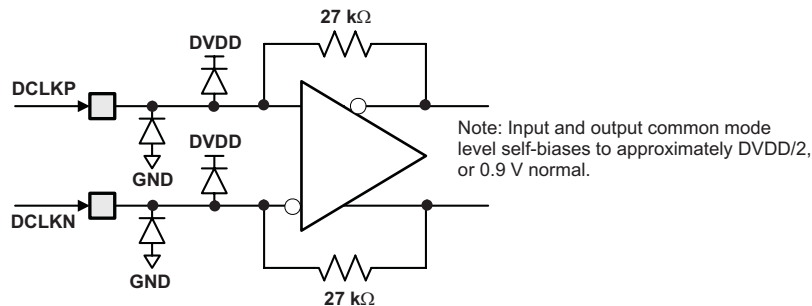 27 kΩ
DVDD
DCLKP
DVDD
GND
Note: Input and output common mode
level self-biases to approximately DVDD/2,
or 0.9 V normal.
DCLKN
GND
27 kΩ